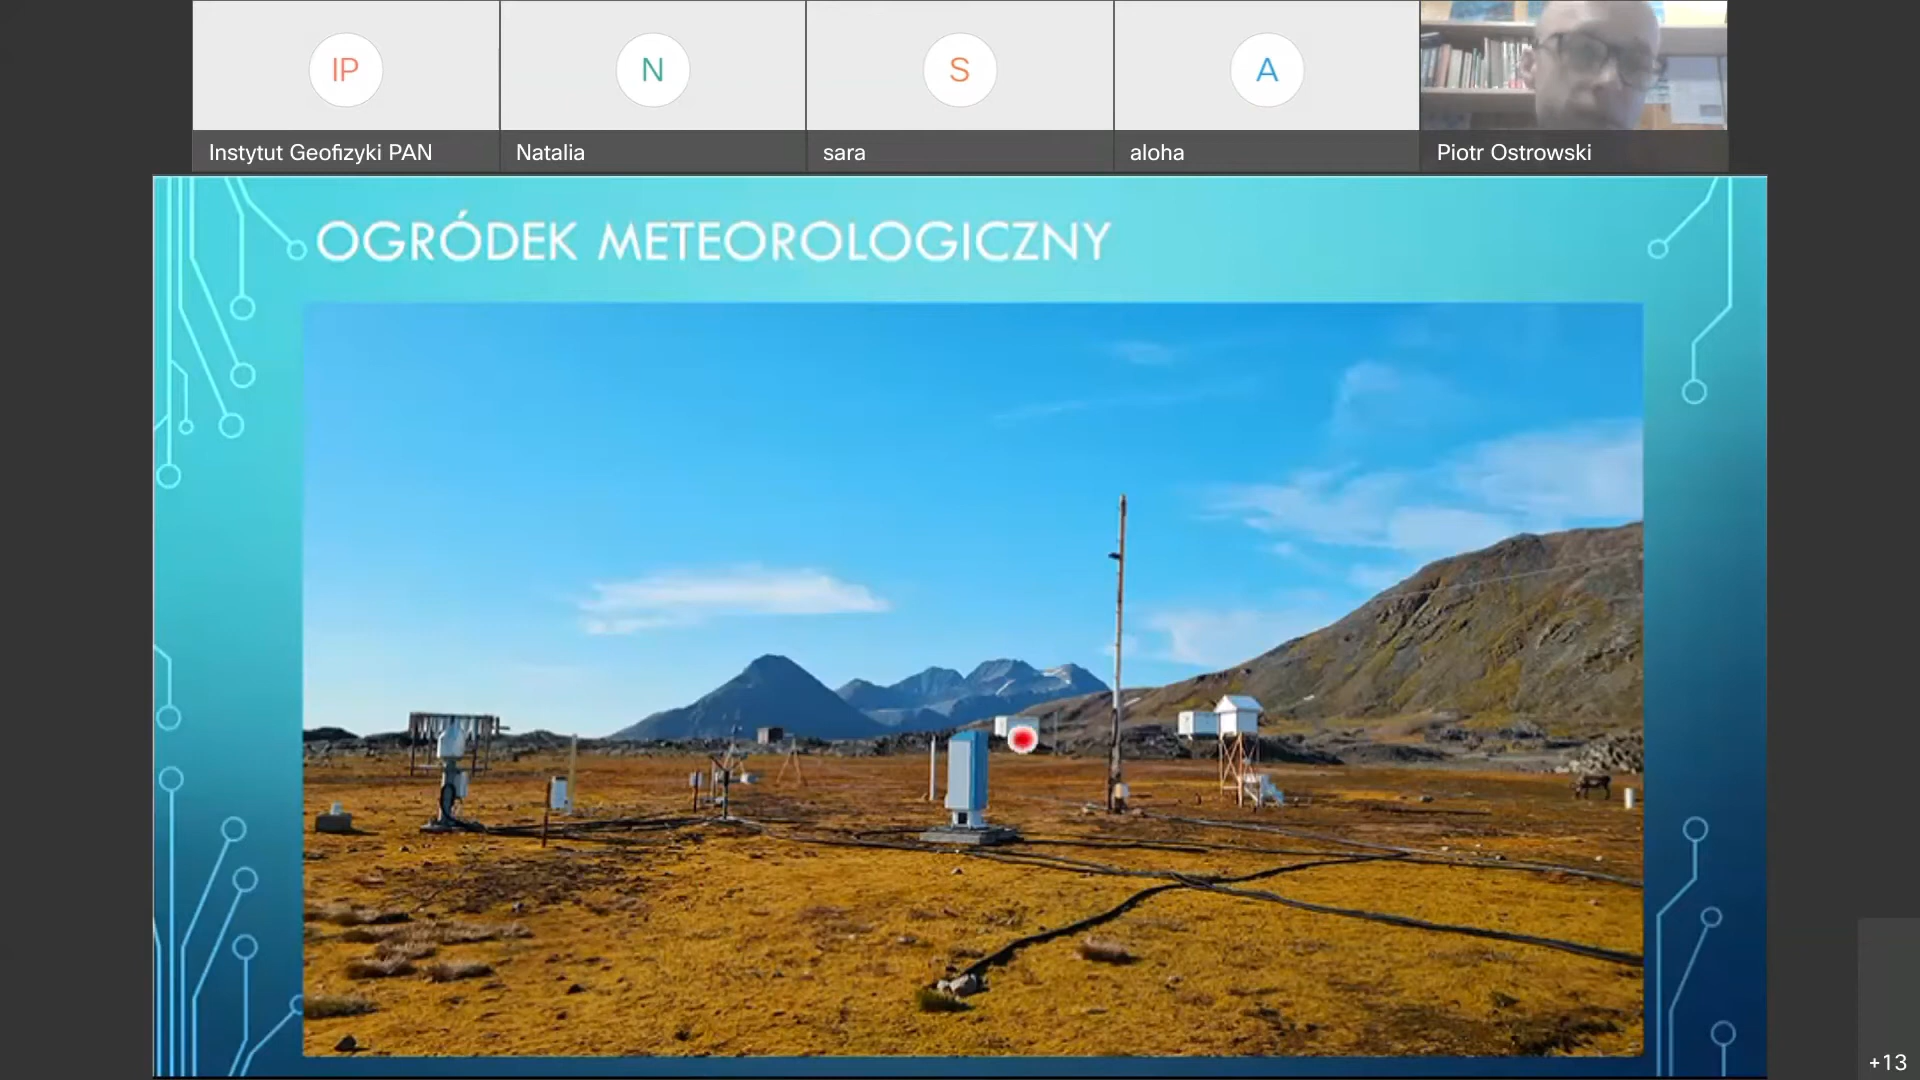 IP
N
S
A
Instytut Geofizyki PAN
Natalia
sara
aloha
Piotr Ostrowski
OGRÓDEK METEOROLOGICZNY
+13